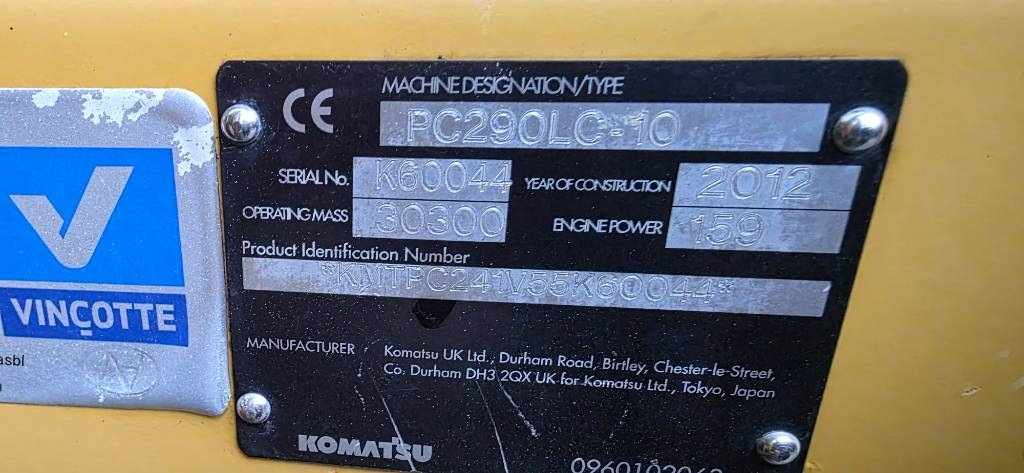 CE
MACHINE DESIGNATION/TYPE
PC290LC-10
SERIAL No. K60044 YEAR OF CONSTRUCTION 2012
OPERATING MASS 30300 ENGINE POWER 159
Product Identification Number
*KMTPC241V55K60044*
MANUFACTURER Komatsu UK Ltd., Durham Road, Birtley, Chester-le-Street,
Co. Durham DH3 2QX UK for Komatsu Ltd., Tokyo, Japan
KOMATSU
V
VINÇOTTE
asbl